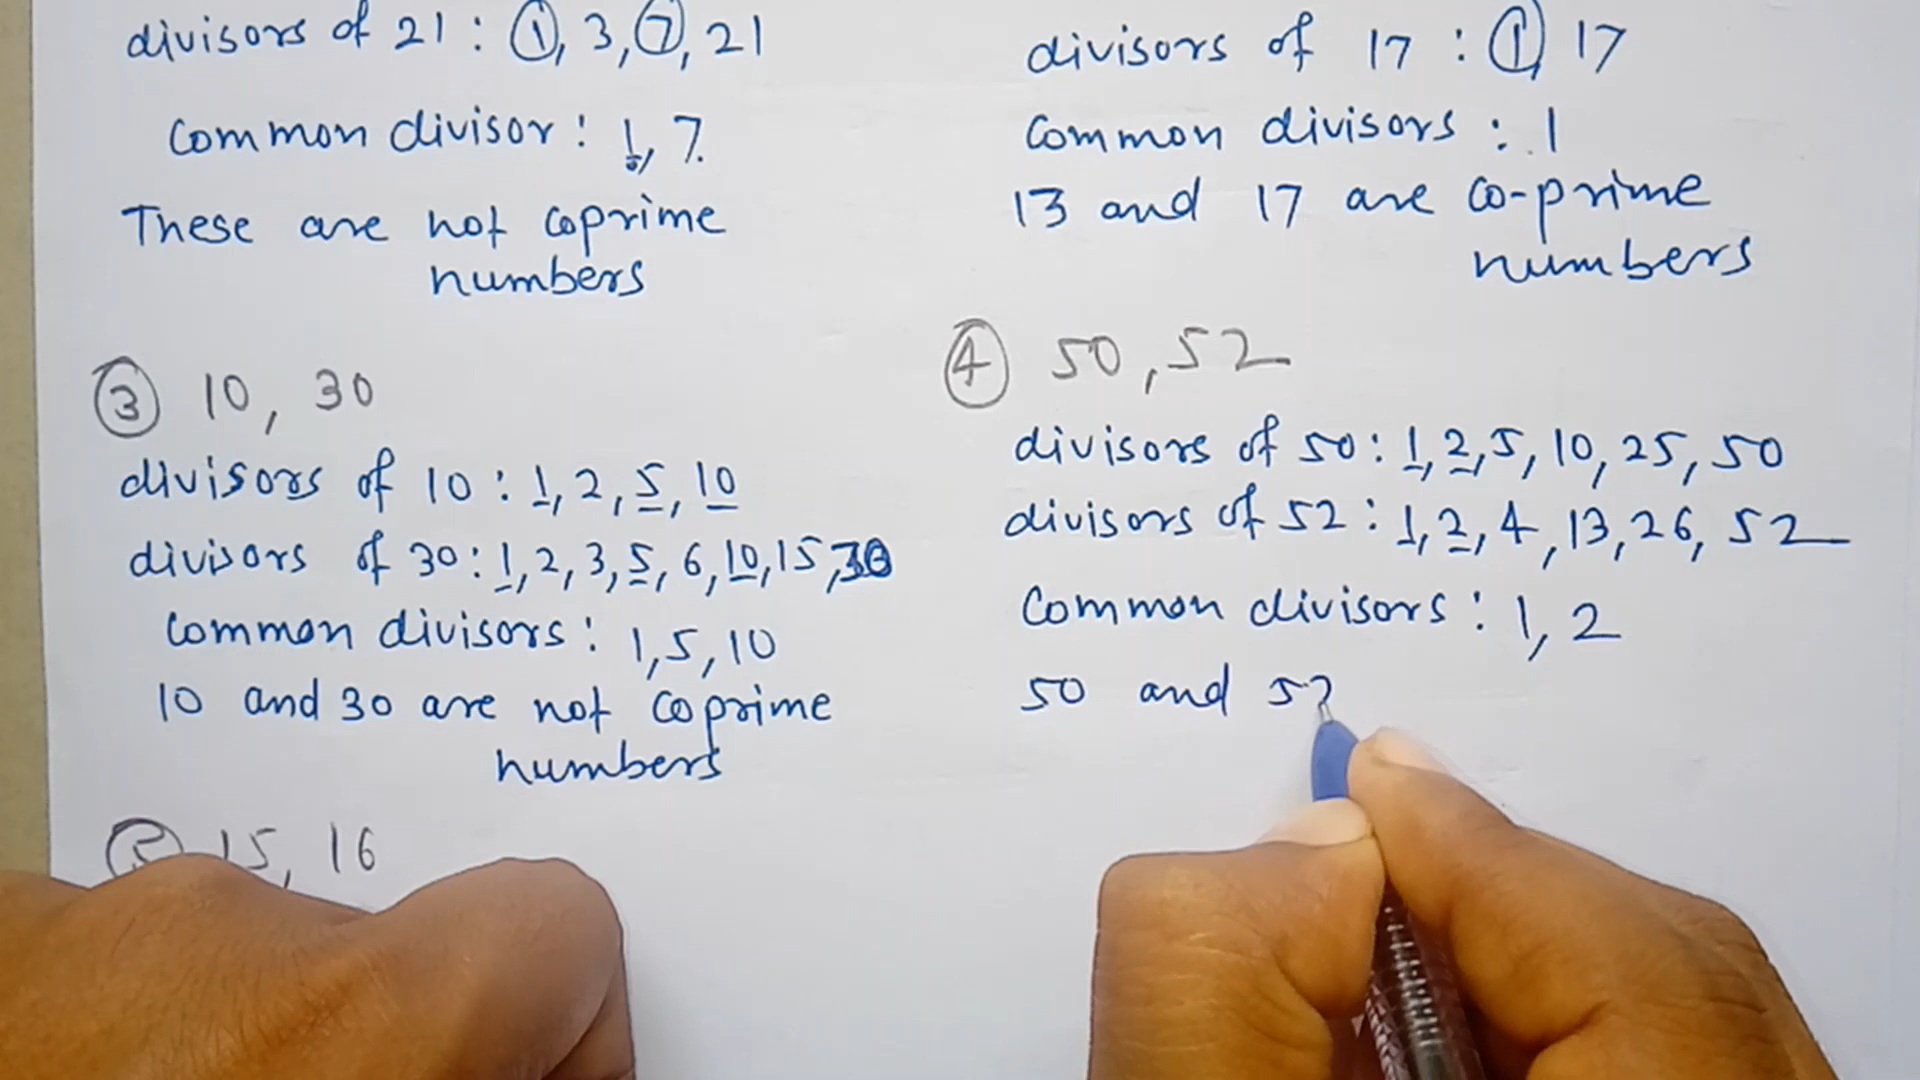 divisors of 21 : 1, 3, 7, 21
Common divisor : 1, 7.
These are not coprime
numbers
③ 10, 30
divisors of 10 : 1, 2, 5, 10
divisors of 30 : 1, 2, 3, 5, 6, 10, 15, 30
Common divisors : 1, 5, 10
10 and 30 are not coprime
numbers
15, 16
divisors of 17 : 1, 17
Common divisors : 1
13 and 17 are co-prime
numbers
④ 50, 52
divisors of 50 : 1, 2, 5, 10, 25, 50
divisors of 52 : 1, 2, 4, 13, 26, 52
Common divisors : 1, 2
50 and 52